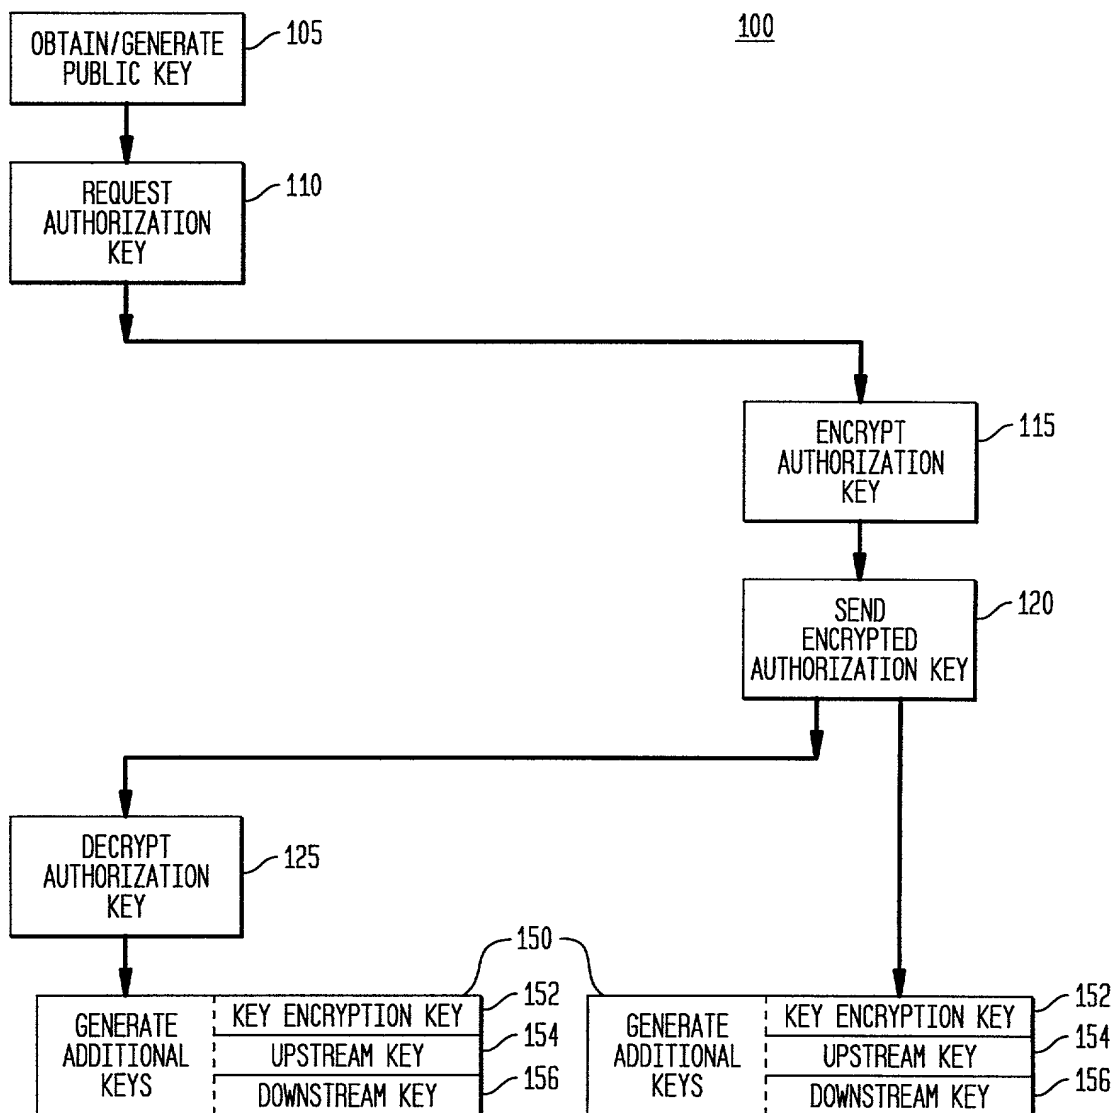 100
OBTAIN/GENERATE
PUBLIC KEY
105
REQUEST
AUTHORIZATION
KEY
110
ENCRYPT
AUTHORIZATION
KEY
115
SEND
ENCRYPTED
AUTHORIZATION KEY
120
DECRYPT
AUTHORIZATION
KEY
125
150
GENERATE
ADDITIONAL
KEYS
KEY ENCRYPTION KEY
152
UPSTREAM KEY
154
DOWNSTREAM KEY
156
GENERATE
ADDITIONAL
KEYS
KEY ENCRYPTION KEY
152
UPSTREAM KEY
154
DOWNSTREAM KEY
156